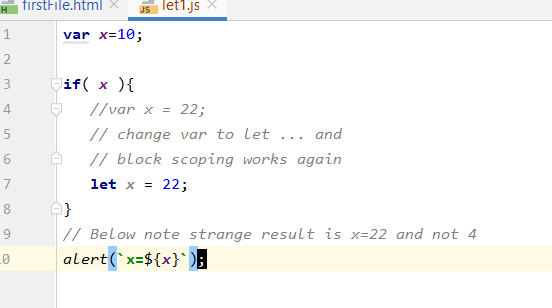 firstFile.html let1.js
1 var x=10;
2
3 if( x ){
4 //var x = 22;
5 // change var to let ... and
6 // block scoping works again
7 let x = 22;
8 }
9 // Below note strange result is x=22 and not 4
0 alert(`x=${x}`);